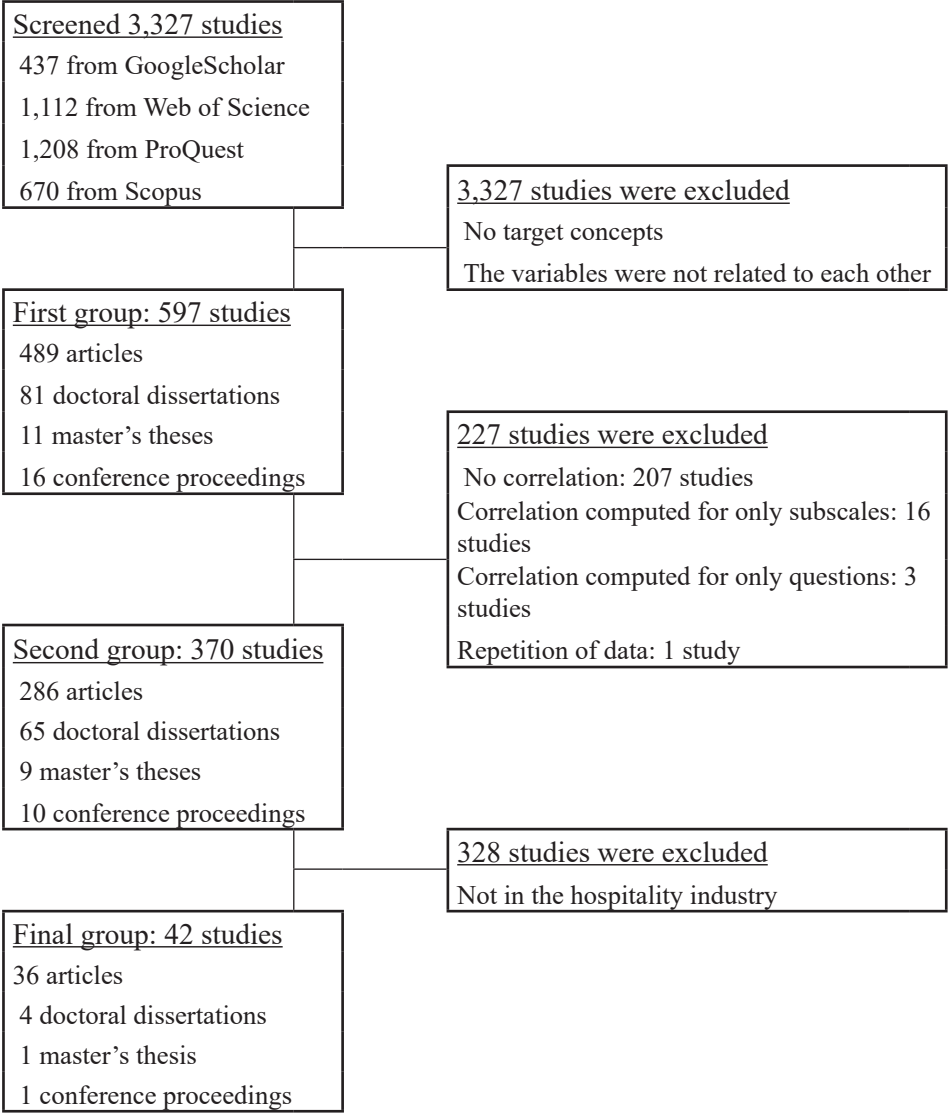 Screened 3,327 studies
437 from GoogleScholar
1,112 from Web of Science
1,208 from ProQuest
670 from Scopus
3,327 studies were excluded
No target concepts
The variables were not related to each other
First group: 597 studies
489 articles
81 doctoral dissertations
11 master’s theses
16 conference proceedings
227 studies were excluded
No correlation: 207 studies
Correlation computed for only subscales: 16
studies
Correlation computed for only questions: 3
studies
Repetition of data: 1 study
Second group: 370 studies
286 articles
65 doctoral dissertations
9 master’s theses
10 conference proceedings
328 studies were excluded
Not in the hospitality industry
Final group: 42 studies
36 articles
4 doctoral dissertations
1 master’s thesis
1 conference proceedings